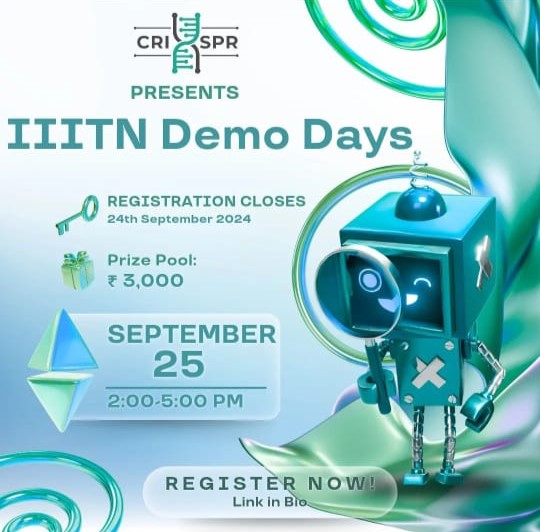 CRISPR
PRESENTS
IIITN Demo Days
REGISTRATION CLOSES
24th September 2024
Prize Pool:
₹ 3,000
SEPTEMBER
25
2:00-5:00 PM
REGISTER NOW!
Link in Bio